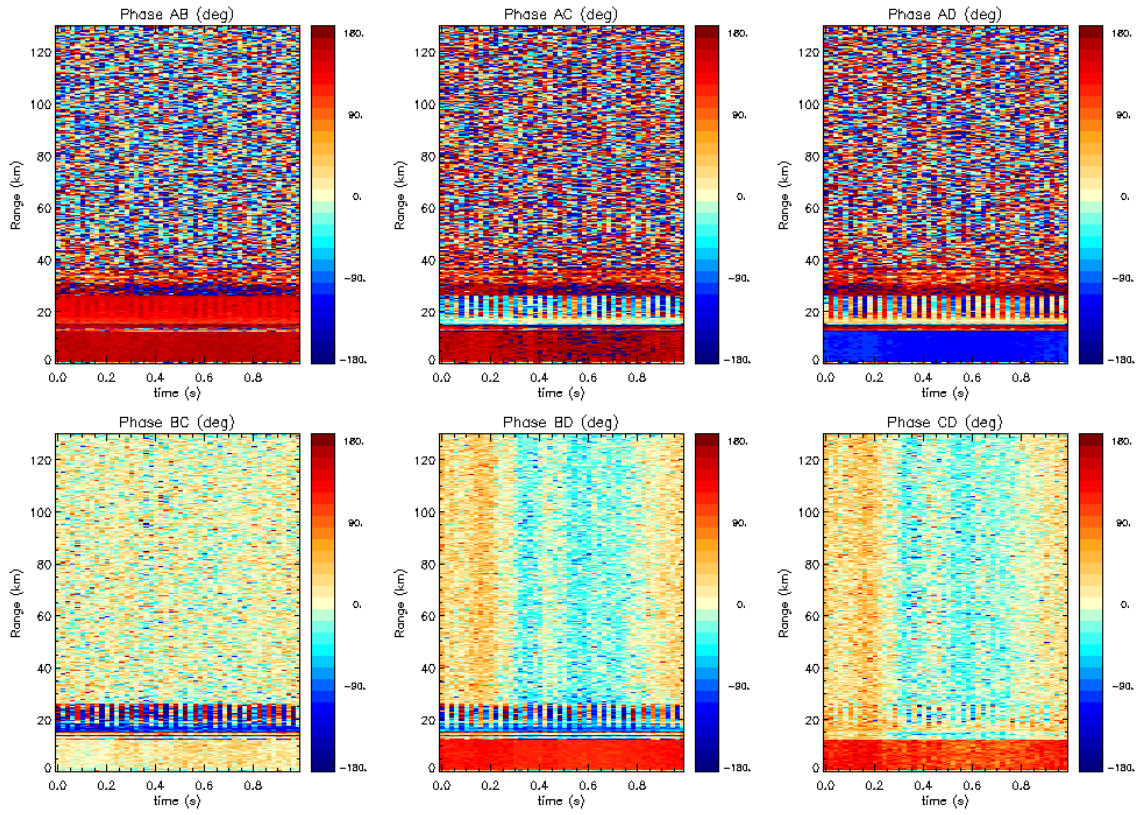 Phase AB (deg) Phase AC (deg) Phase AD (deg)
120 180. 120 180. 120 180.
100 90. 100 90. 100 90.
80 80 80
Range (km) 0. Range (km) 0. Range (km) 0.
60 60 60
40 -90. 40 -90. 40 -90.
20 20 20
0 -180. 0 -180. 0 -180.
0.0 0.2 0.4 0.6 0.8 0.0 0.2 0.4 0.6 0.8 0.0 0.2 0.4 0.6 0.8
time (s) time (s) time (s)
Phase BC (deg) Phase BD (deg) Phase CD (deg)
120 180. 120 180. 120 180.
100 90. 100 90. 100 90.
80 80 80
Range (km) 0. Range (km) 0. Range (km) 0.
60 60 60
40 -90. 40 -90. 40 -90.
20 20 20
0 -180. 0 -180. 0 -180.
0.0 0.2 0.4 0.6 0.8 0.0 0.2 0.4 0.6 0.8 0.0 0.2 0.4 0.6 0.8
time (s) time (s) time (s)